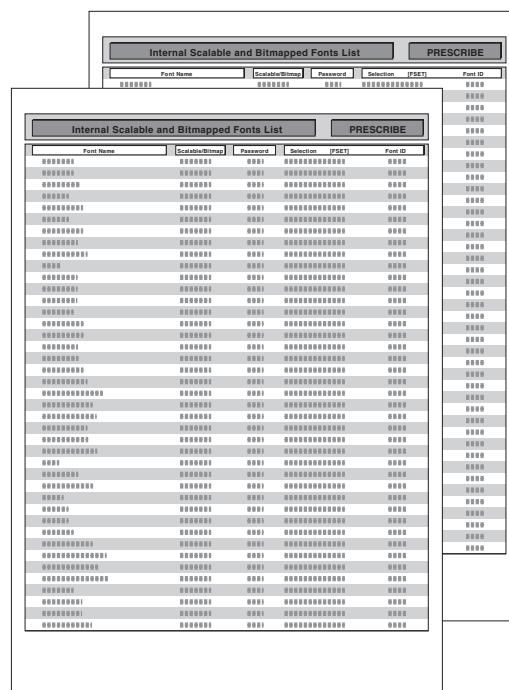 Internal Scalable and Bitmapped Fonts List PRESCRIBE
Font Name Scalable/Bitmap Password Selection [FSET] Font ID
Internal Scalable and Bitmapped Fonts List PRESCRIBE
Font Name Scalable/Bitmap Password Selection [FSET] Font ID